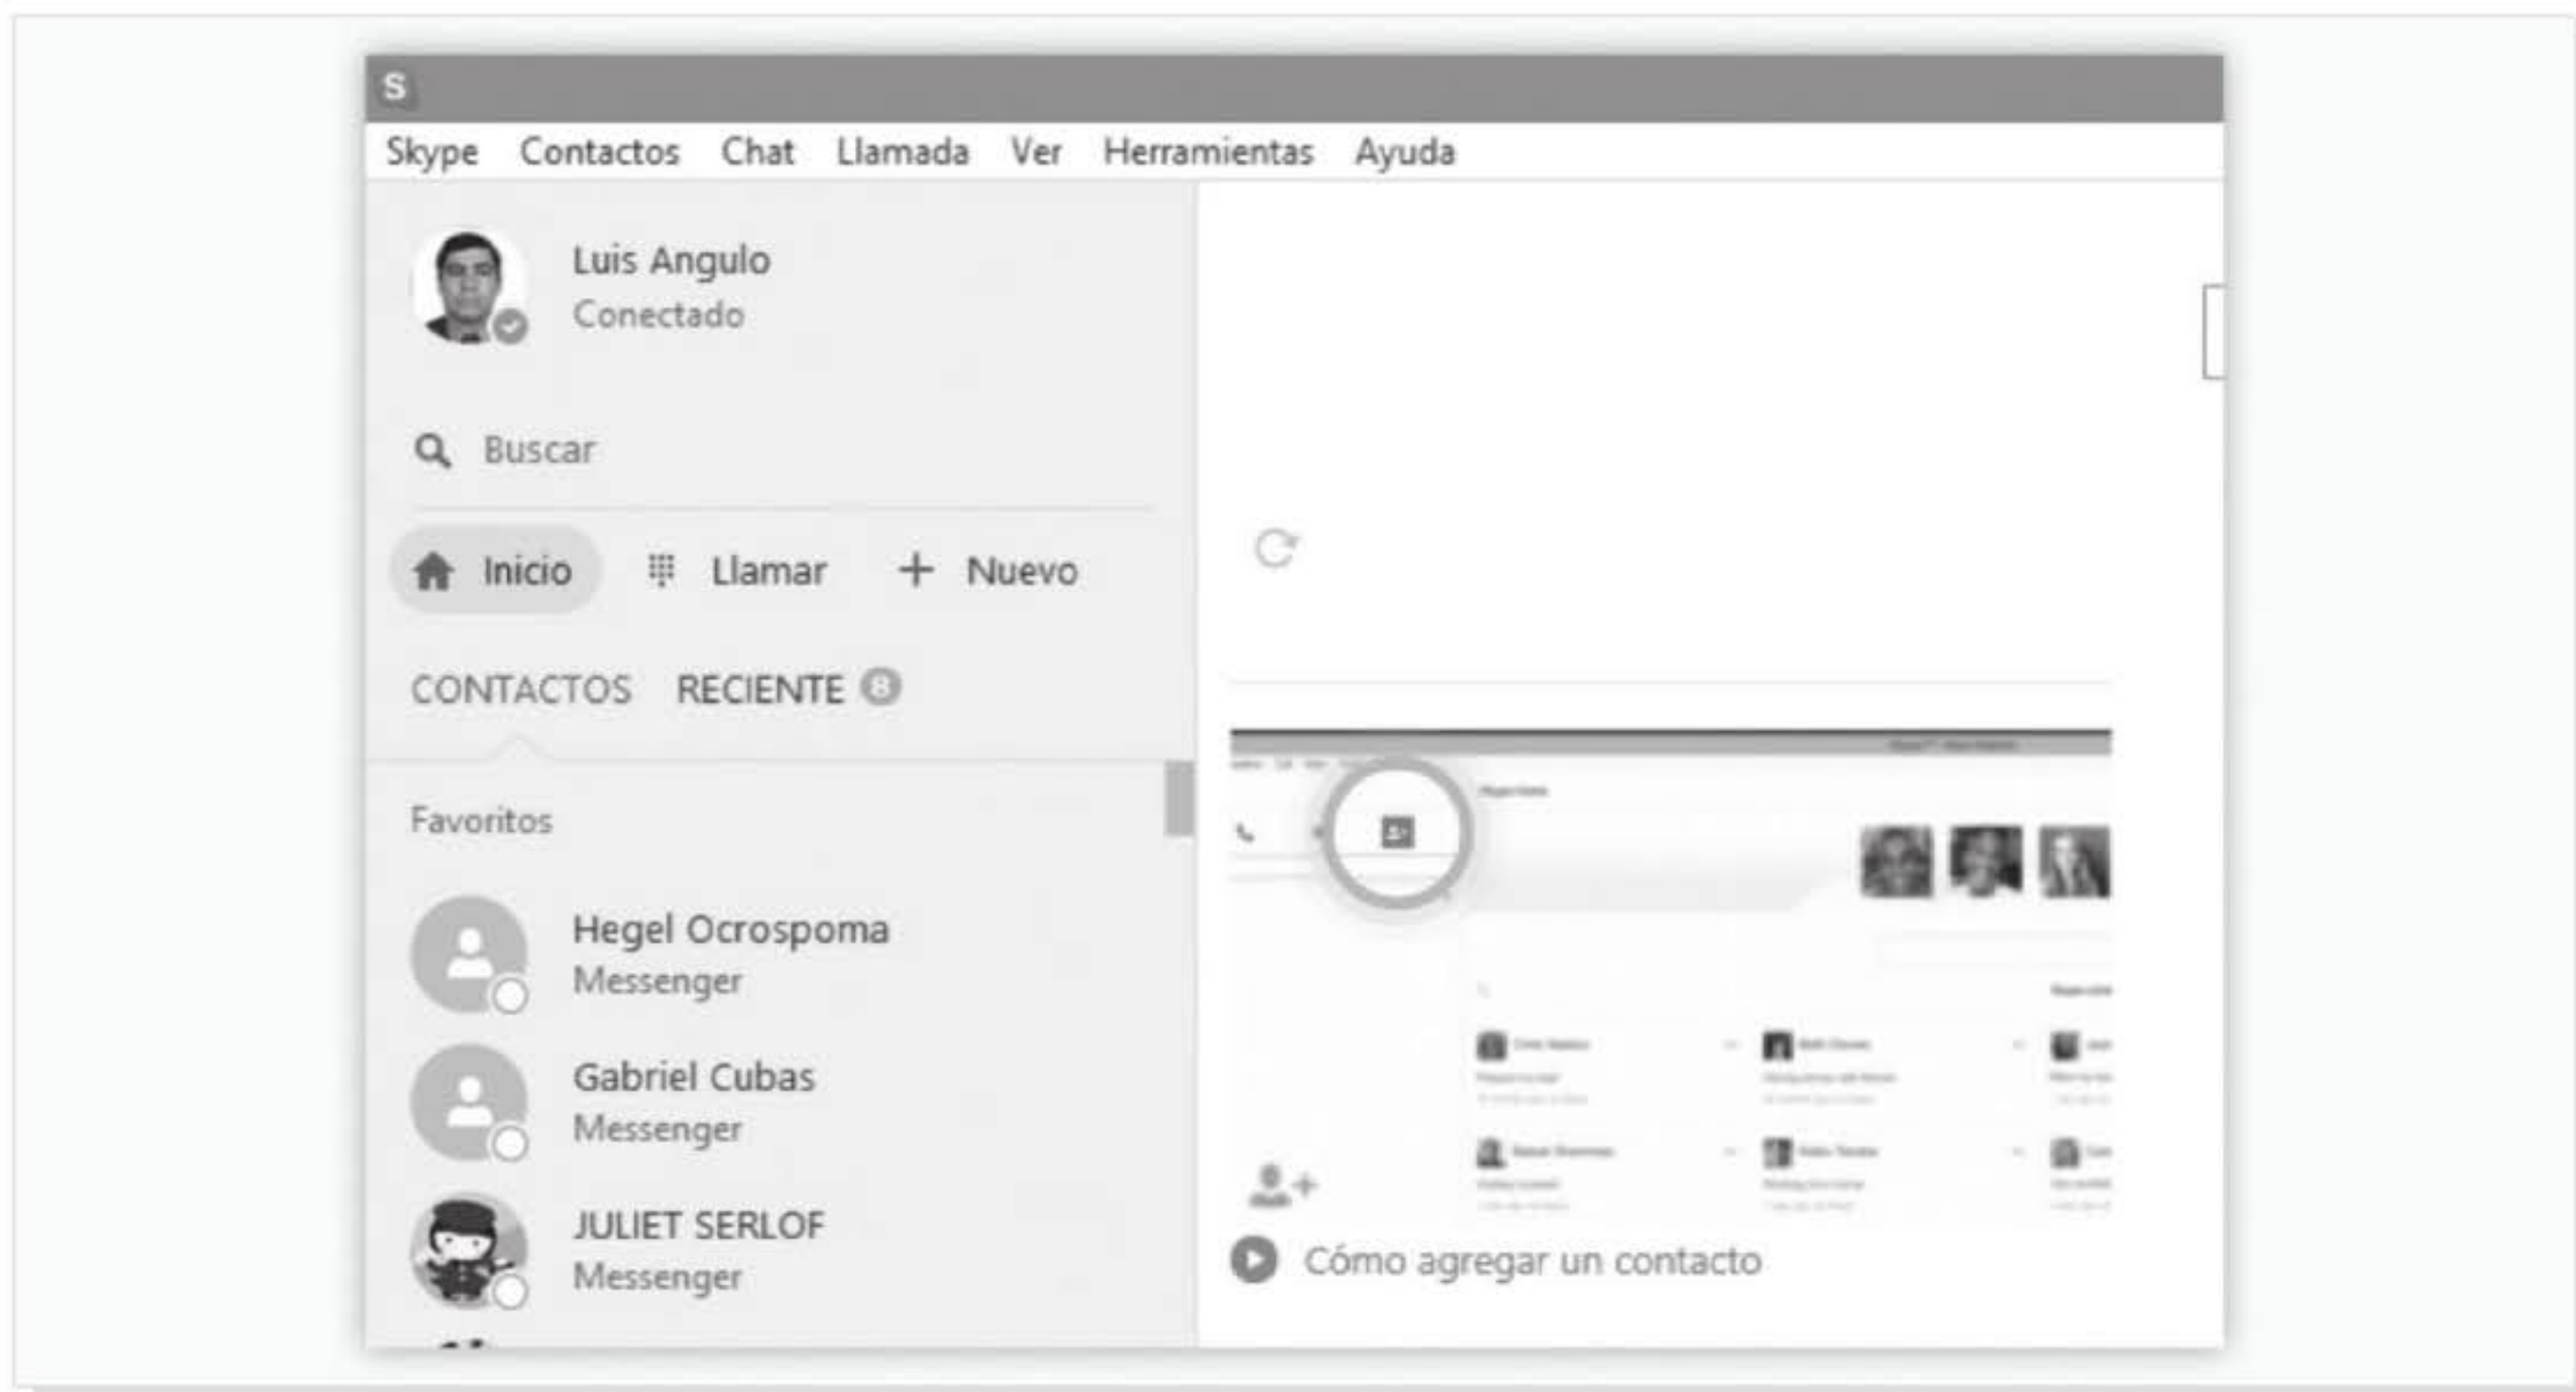 S
Skype Contactos Chat Llamada Ver Herramientas Ayuda
Luis Angulo
Conectado
Buscar
Inicio Llamar + Nuevo
CONTACTOS RECIENTE 8
Favoritos
Hegel Ocrospoma
Messenger
Gabriel Cubas
Messenger
JULIET SERLOF
Messenger
Cómo agregar un contacto